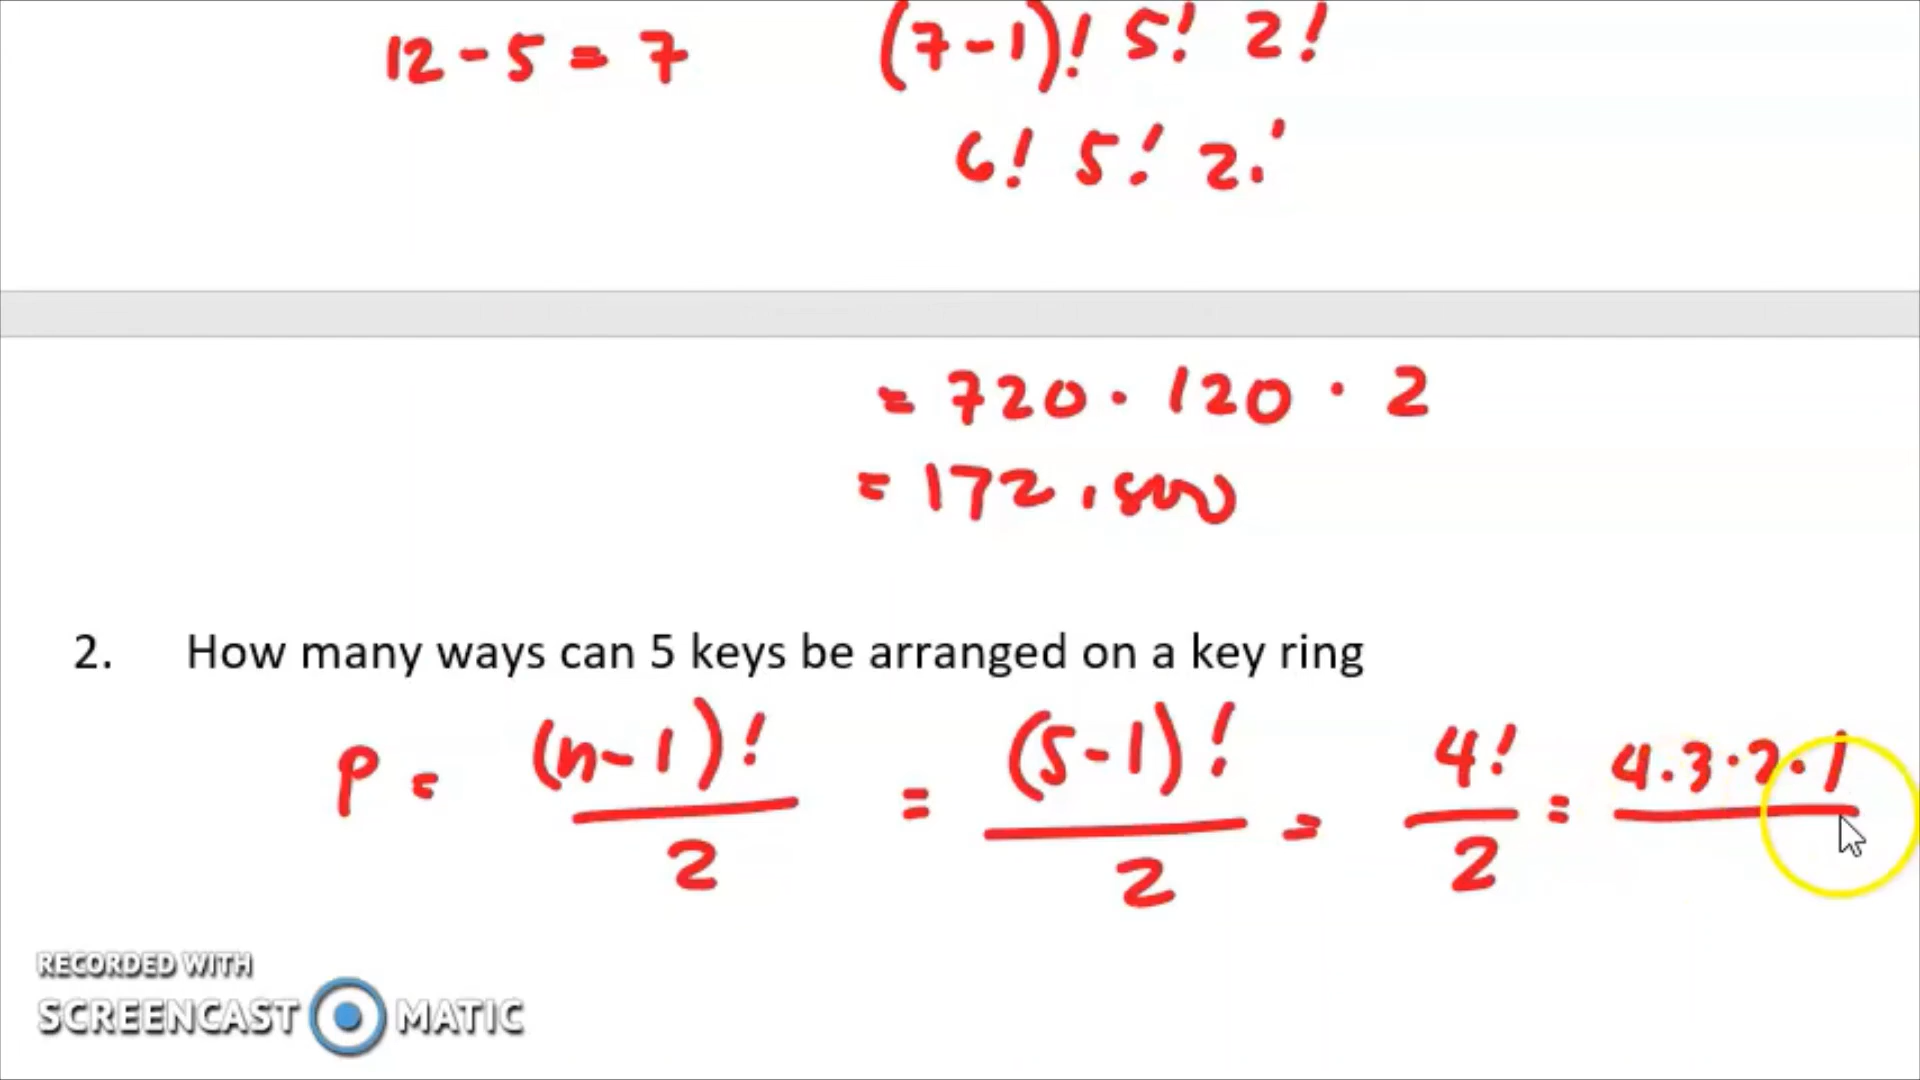 12 - 5 = 7
(7-1)! 5! 2!
6! 5! 2!
= 720 · 120 · 2
= 172,800
2. How many ways can 5 keys be arranged on a key ring
P = (n-1)!/2 = (5-1)!/2 = 4!/2 = 4·3·2·1
RECORDED WITH
SCREENCAST MATIC